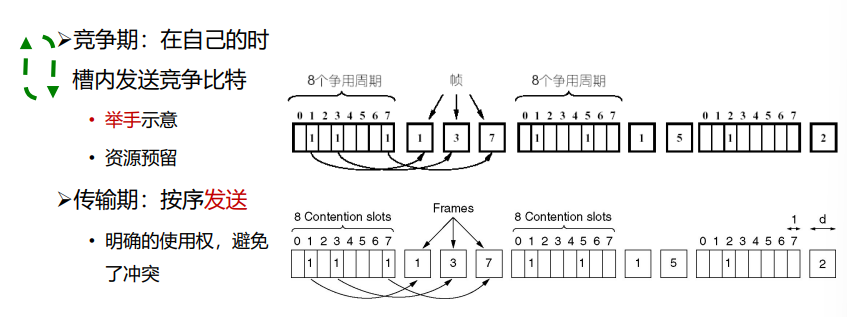 ➢竞争期：在自己的时
槽内发送竞争比特
• 举手示意
• 资源预留
➢传输期：按序发送
• 明确的使用权，避免
了冲突
8个争用周期 帧 8个争用周期
0 1 2 3 4 5 6 7 0 1 2 3 4 5 6 7 0 1 2 3 4 5 6 7
1 1 1 1 3 7 1 1 1 5 1 2
Frames
8 Contention slots 8 Contention slots 1 d
0 1 2 3 4 5 6 7 0 1 2 3 4 5 6 7 0 1 2 3 4 5 6 7
1 1 1 1 3 7 1 1 1 5 1 2